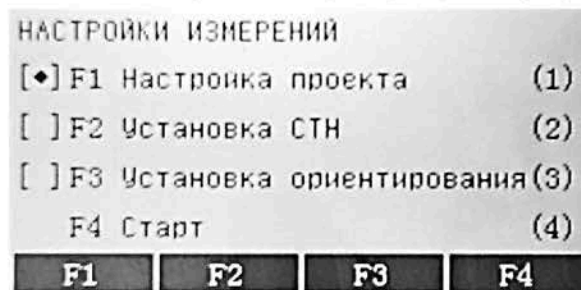 НАСТРОЙКИ ИЗМЕРЕНИЙ
[◆] F1 Настройка проекта (1)
[ ] F2 Установка СТН (2)
[ ] F3 Установка ориентирования (3)
F4 Старт (4)
F1 F2 F3 F4